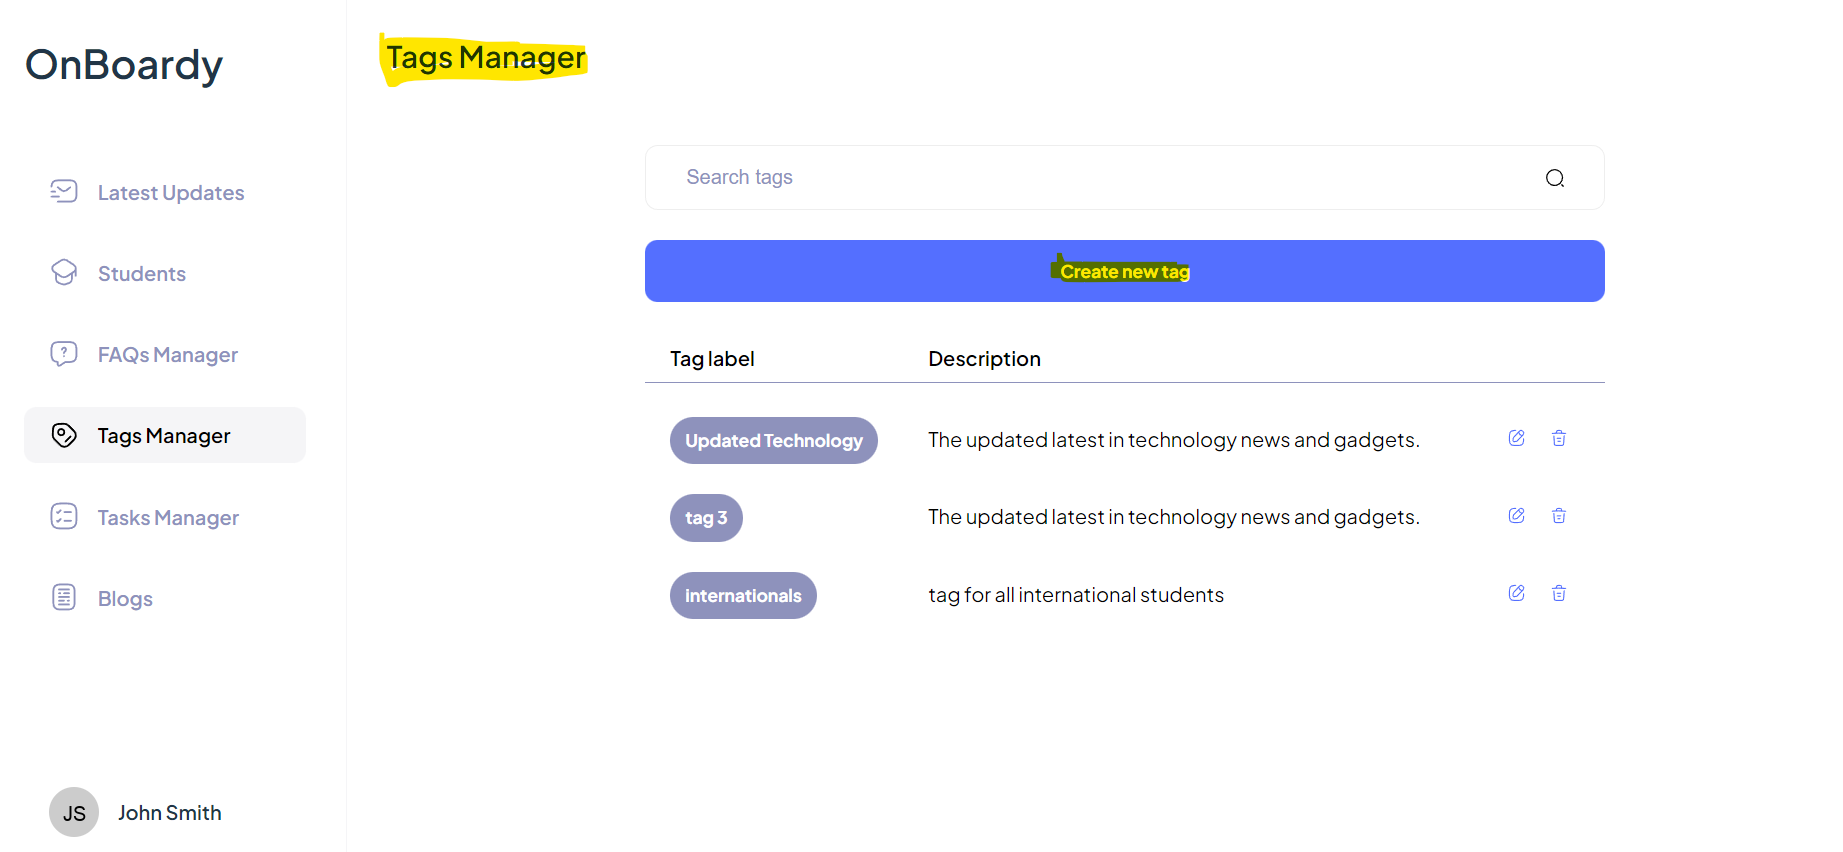 OnBoardy
Latest Updates
Students
FAQs Manager
Tags Manager
Tasks Manager
Blogs
JS John Smith
Tags Manager
Search tags
Create new tag
Tag label Description
Updated Technology The updated latest in technology news and gadgets.
tag 3 The updated latest in technology news and gadgets.
internationals tag for all international students